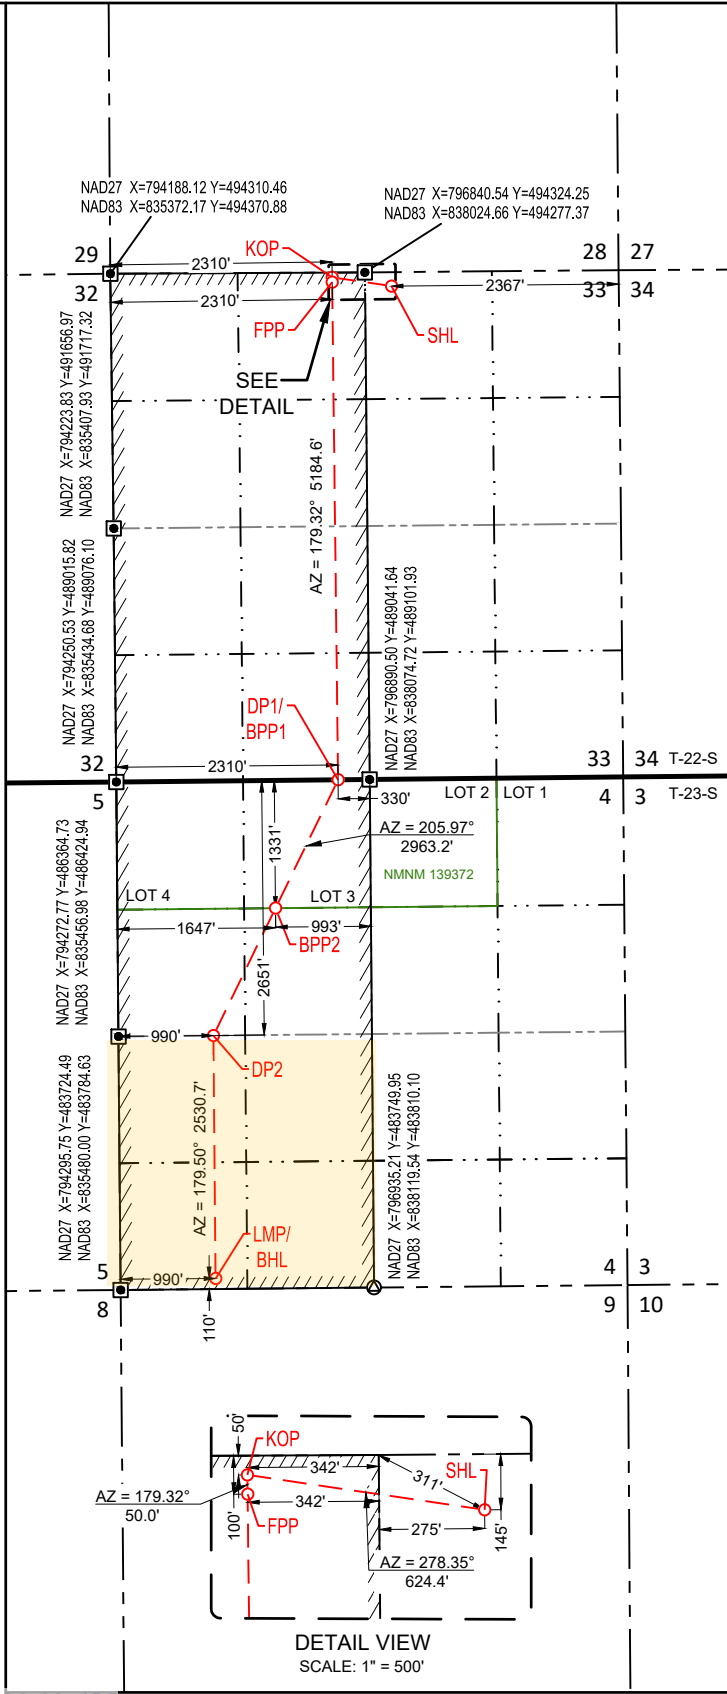 NAD27 X=794188.12 Y=494310.46
NAD83 X=835372.17 Y=494370.88
NAD27 X=796840.54 Y=494324.25
NAD83 X=838024.66 Y=494277.37
29
2310'
KOP
28 27
32
2310'
2367'
33 34
FPP
SHL
SEE
DETAIL
NAD27 X=794223.83 Y=491656.97
NAD83 X=835407.93 Y=491717.32
AZ = 179.32° 5184.6'
NAD27 X=794250.53 Y=489015.82
NAD83 X=835434.68 Y=489076.10
NAD27 X=796890.50 Y=489041.64
NAD83 X=838074.72 Y=489101.93
DP1/
BPP1
32
2310'
33 34 T-22-S
5
330'
LOT 2 LOT 1
4 3 T-23-S
1331'
AZ = 205.97°
2963.2'
NMNM 139372
NAD27 X=794272.77 Y=486364.73
NAD83 X=835456.98 Y=486424.94
LOT 4
LOT 3
1647'
993'
BPP2
2651'
990'
DP2
NAD27 X=794295.75 Y=483724.49
NAD83 X=835480.00 Y=483784.63
AZ = 179.50° 2530.7'
NAD27 X=796935.21 Y=483749.95
NAD83 X=838119.54 Y=483810.10
LMP/
BHL
5
990'
4 3
8
110'
9 10
50'
KOP
342'
SHL
311'
AZ = 179.32°
50.0'
100'
342'
FPP
275'
145'
AZ = 278.35°
624.4'
DETAIL VIEW
SCALE: 1" = 500'